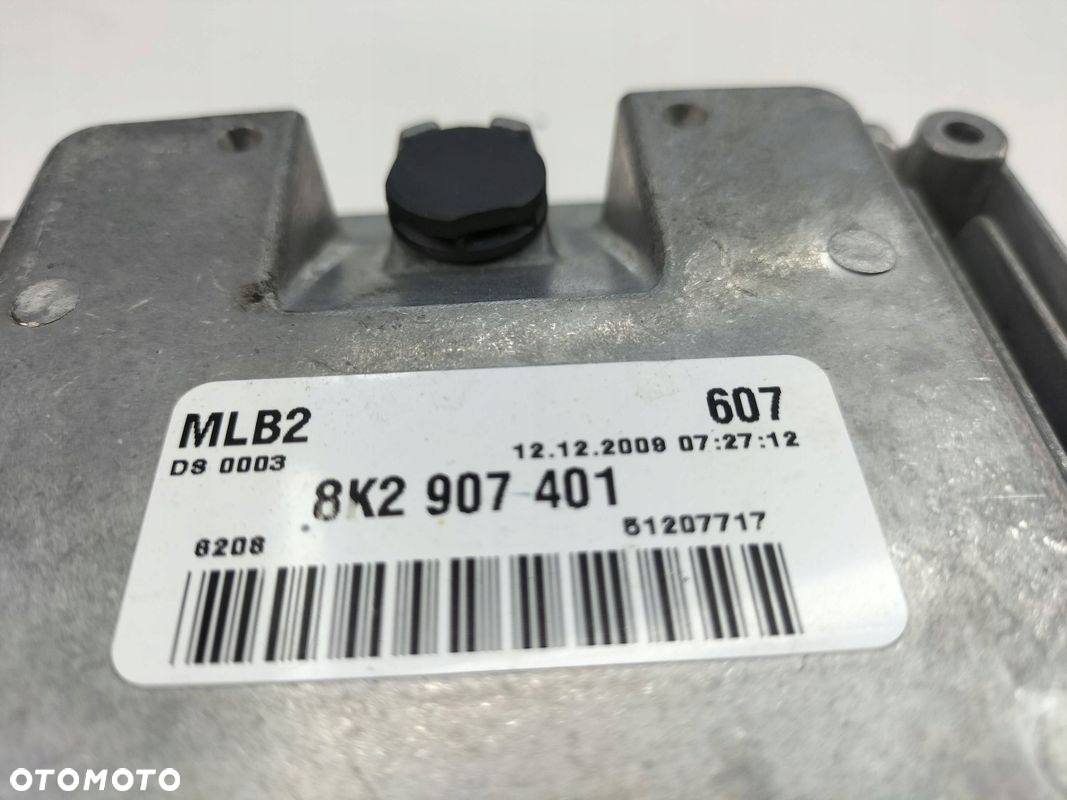 MLB2 607
DS 0003 12.12.2009 07:27:12
8K2 907 401
6208 51207717
OTOMOTO